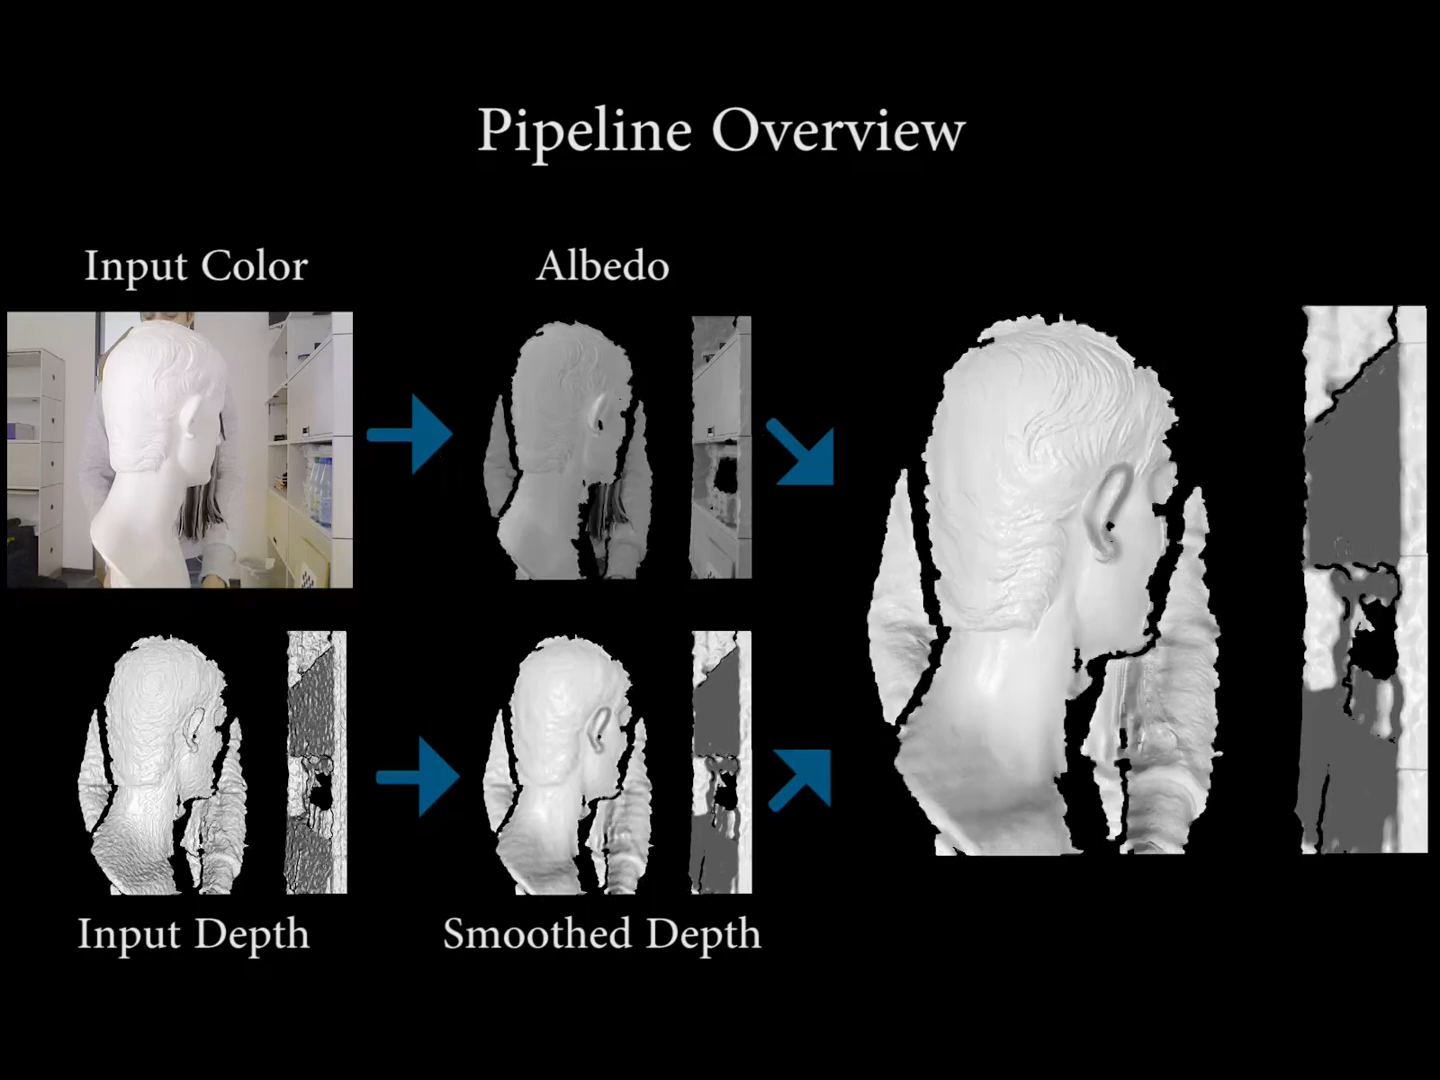 Pipeline Overview
Input Color
Albedo
Input Depth
Smoothed Depth